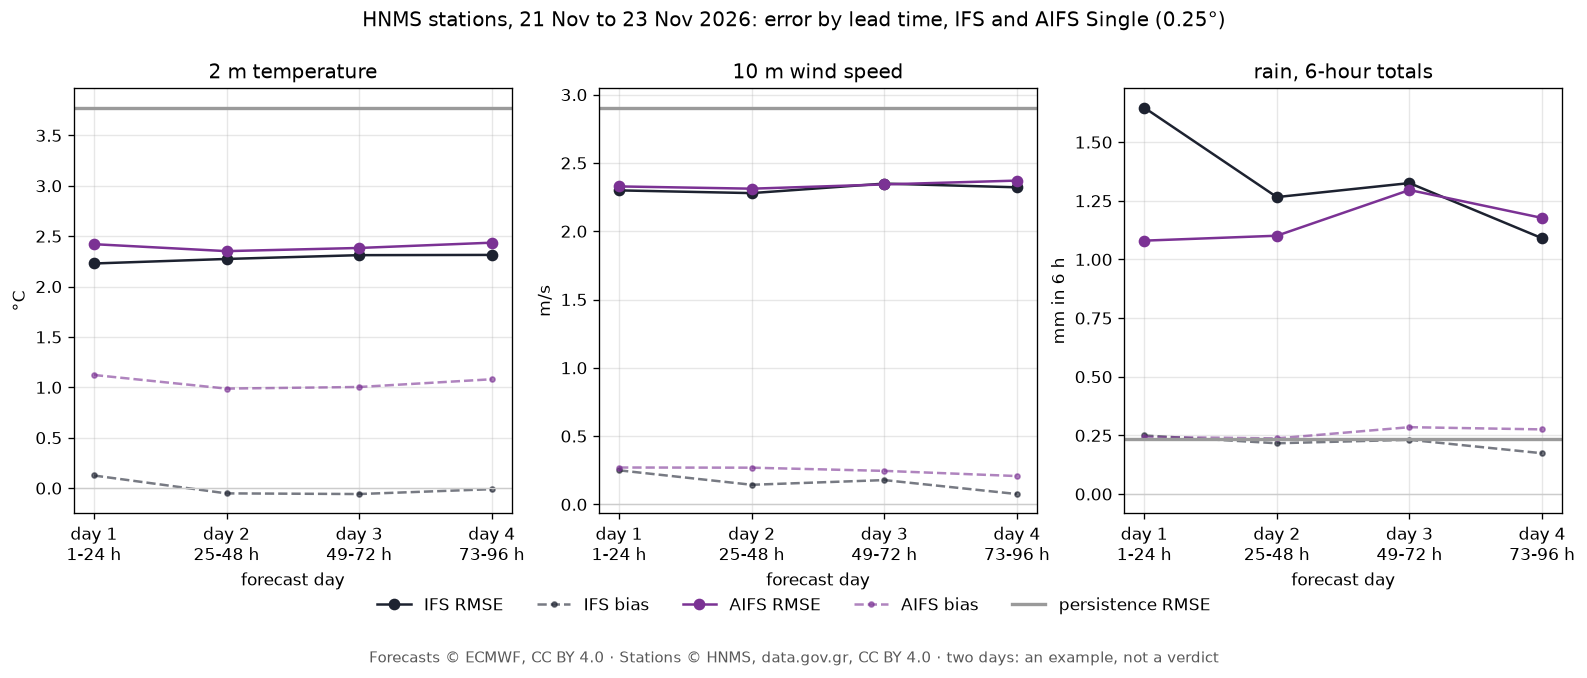 HNMS stations, 21 Nov to 23 Nov 2026: error by lead time, IFS and AIFS Single (0.25°)
2 m temperature
°C
3.5
3.0
2.5
2.0
1.5
1.0
0.5
0.0
day 1
1-24 h
day 2
25-48 h
day 3
49-72 h
day 4
73-96 h
forecast day
10 m wind speed
m/s
3.0
2.5
2.0
1.5
1.0
0.5
0.0
day 1
1-24 h
day 2
25-48 h
day 3
49-72 h
day 4
73-96 h
forecast day
rain, 6-hour totals
mm in 6 h
1.50
1.25
1.00
0.75
0.50
0.25
0.00
day 1
1-24 h
day 2
25-48 h
day 3
49-72 h
day 4
73-96 h
forecast day
IFS RMSE
IFS bias
AIFS RMSE
AIFS bias
persistence RMSE
Forecasts © ECMWF, CC BY 4.0 · Stations © HNMS, data.gov.gr, CC BY 4.0 · two days: an example, not a verdict